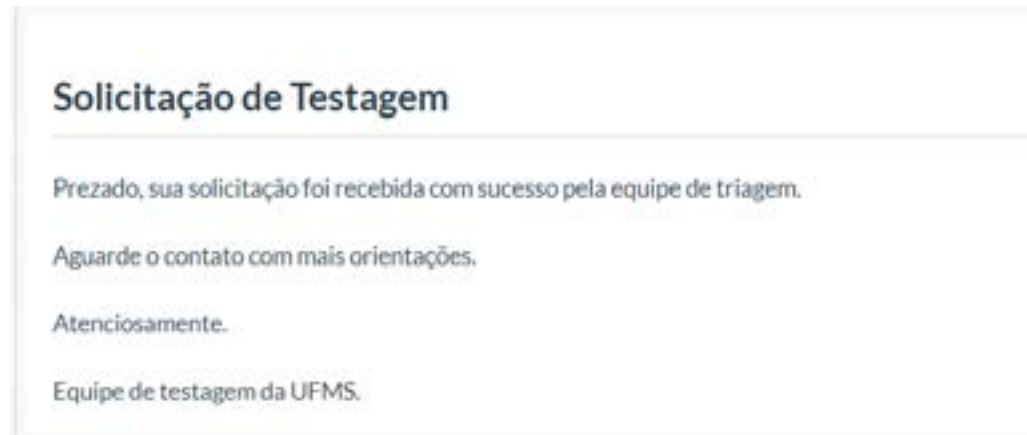 Solicitação de Testagem
Prezado, sua solicitação foi recebida com sucesso pela equipe de triagem.
Aguarde o contato com mais orientações.
Atenciosamente.
Equipe de testagem da UFMS.